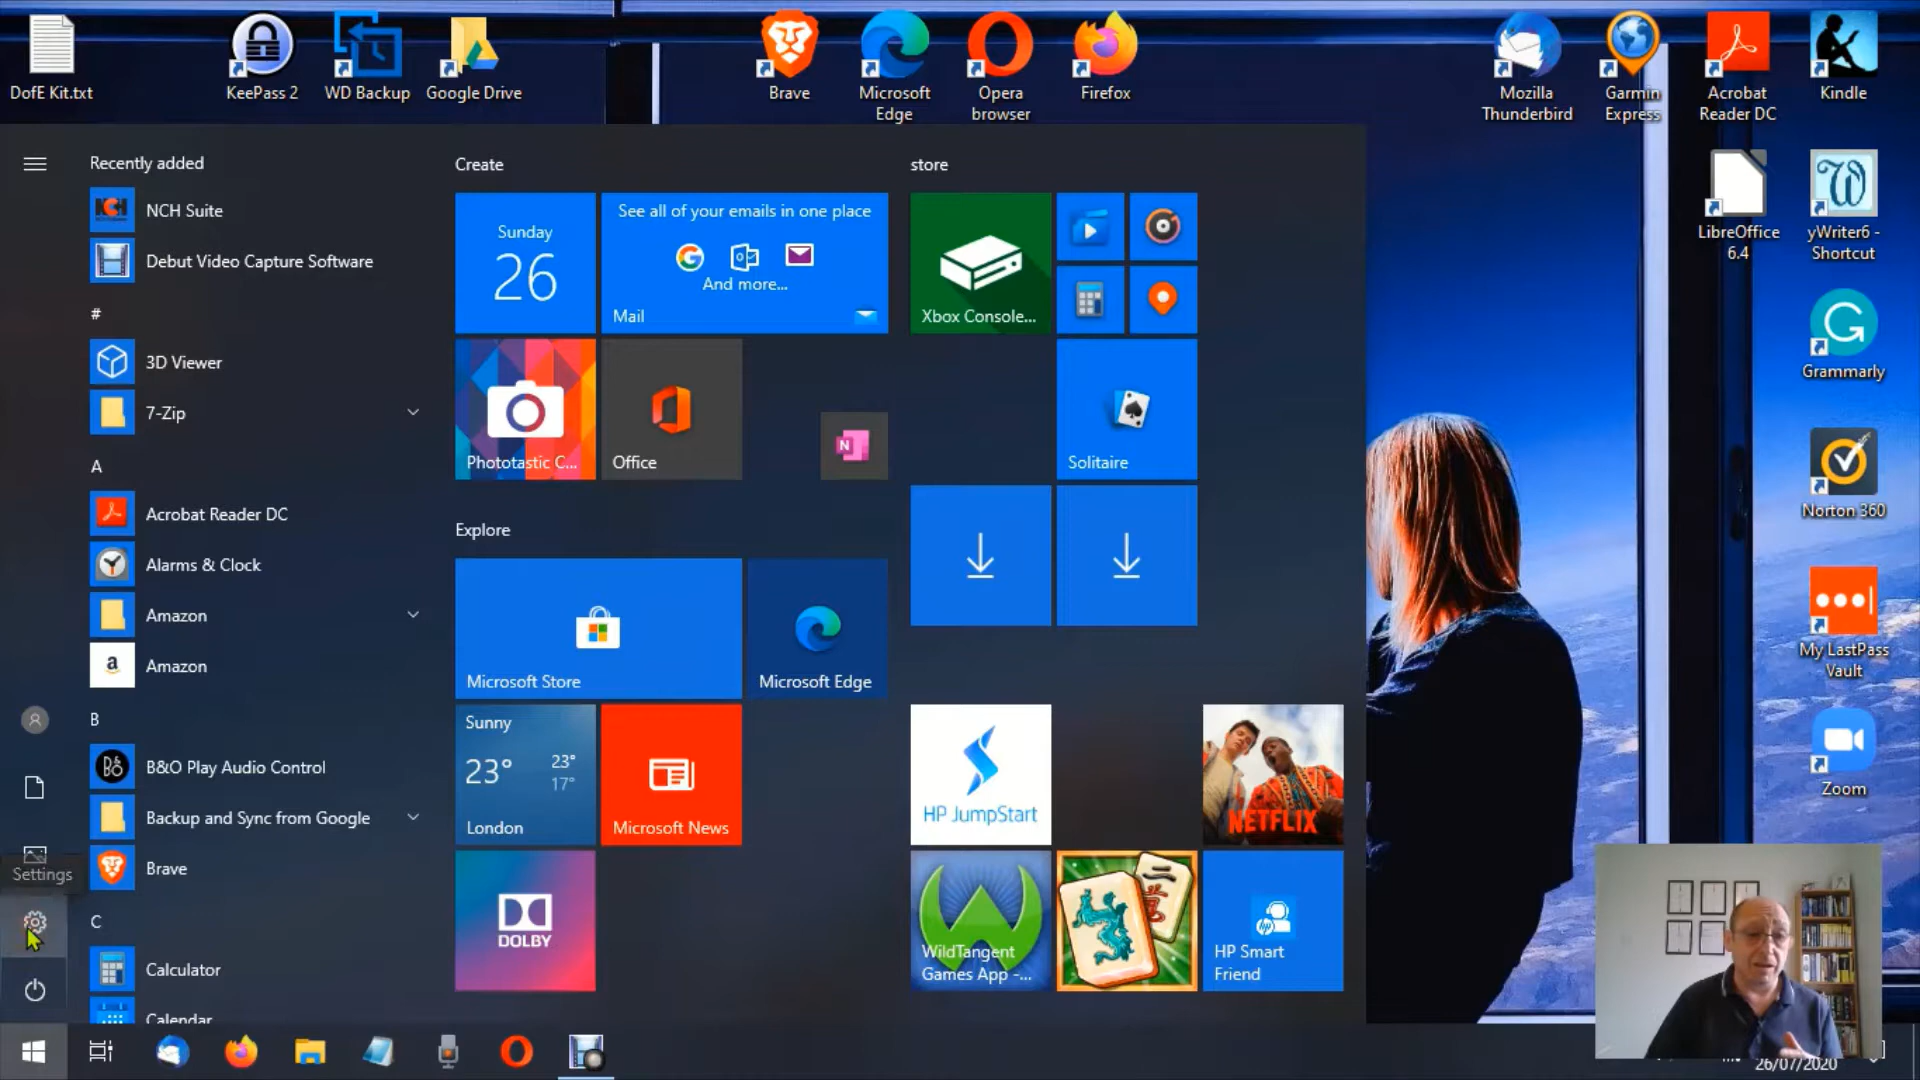 DofE Kit.txt
KeePass 2
WD Backup
Google Drive
Brave
Microsoft
Edge
Opera
browser
Firefox
Mozilla
Thunderbird
Garmin
Express
Acrobat
Reader DC
Kindle
LibreOffice
6.4
yWriter6 -
Shortcut
Grammarly
Norton 360
My LastPass
Vault
Zoom
Recently added
NCH Suite
Debut Video Capture Software
#
3D Viewer
7-Zip
A
Acrobat Reader DC
Alarms & Clock
Amazon
Amazon
B
B&O Play Audio Control
Backup and Sync from Google
Brave
C
Calculator
Calendar
Settings
Create
Sunday
26
See all of your emails in one place
And more...
Mail
Phototastic C...
Office
N
Explore
Microsoft Store
Microsoft Edge
Sunny
23°
23°
17°
London
Microsoft News
DOLBY
store
Xbox Console...
Solitaire
HP JumpStart
NETFLIX
WildTangent
Games App -...
HP Smart
Friend
26/07/2020